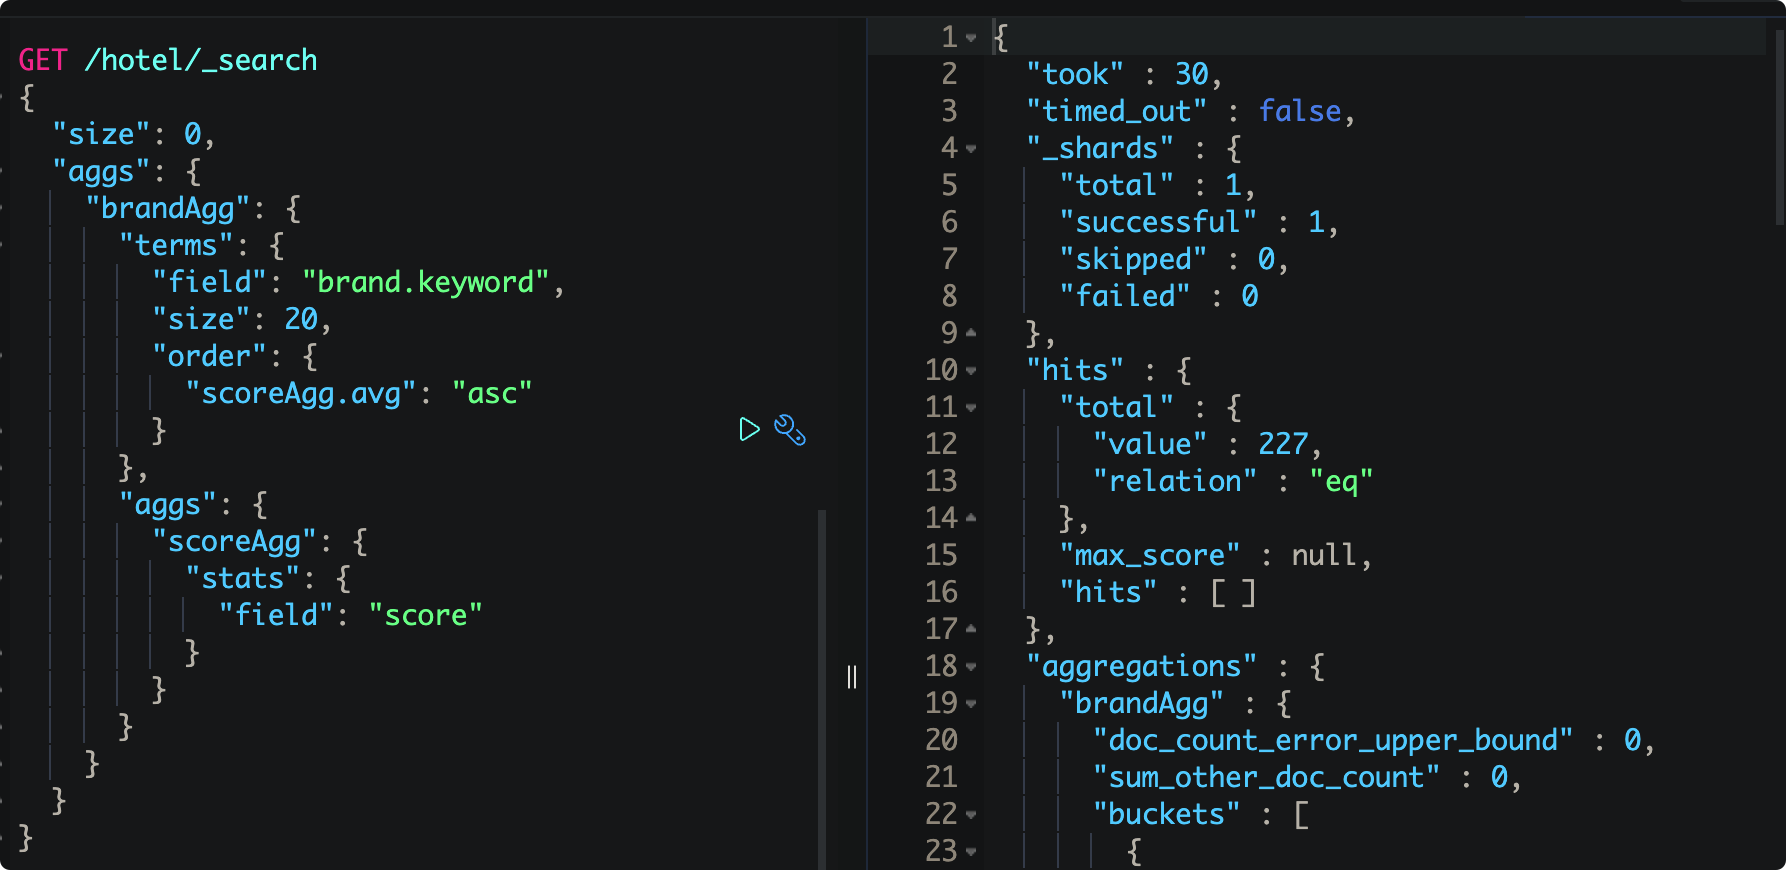 GET /hotel/_search
{
  "size": 0,
  "aggs": {
    "brandAgg": {
      "terms": {
        "field": "brand.keyword",
        "size": 20,
        "order": {
          "scoreAgg.avg": "asc"
        }
      },
      "aggs": {
        "scoreAgg": {
          "stats": {
            "field": "score"
          }
        }
      }
    }
  }
}
1 {
2   "took" : 30,
3   "timed_out" : false,
4   "_shards" : {
5     "total" : 1,
6     "successful" : 1,
7     "skipped" : 0,
8     "failed" : 0
9   },
10   "hits" : {
11     "total" : {
12       "value" : 227,
13       "relation" : "eq"
14     },
15     "max_score" : null,
16     "hits" : [ ]
17   },
18   "aggregations" : {
19     "brandAgg" : {
20       "doc_count_error_upper_bound" : 0,
21       "sum_other_doc_count" : 0,
22       "buckets" : [
23         {